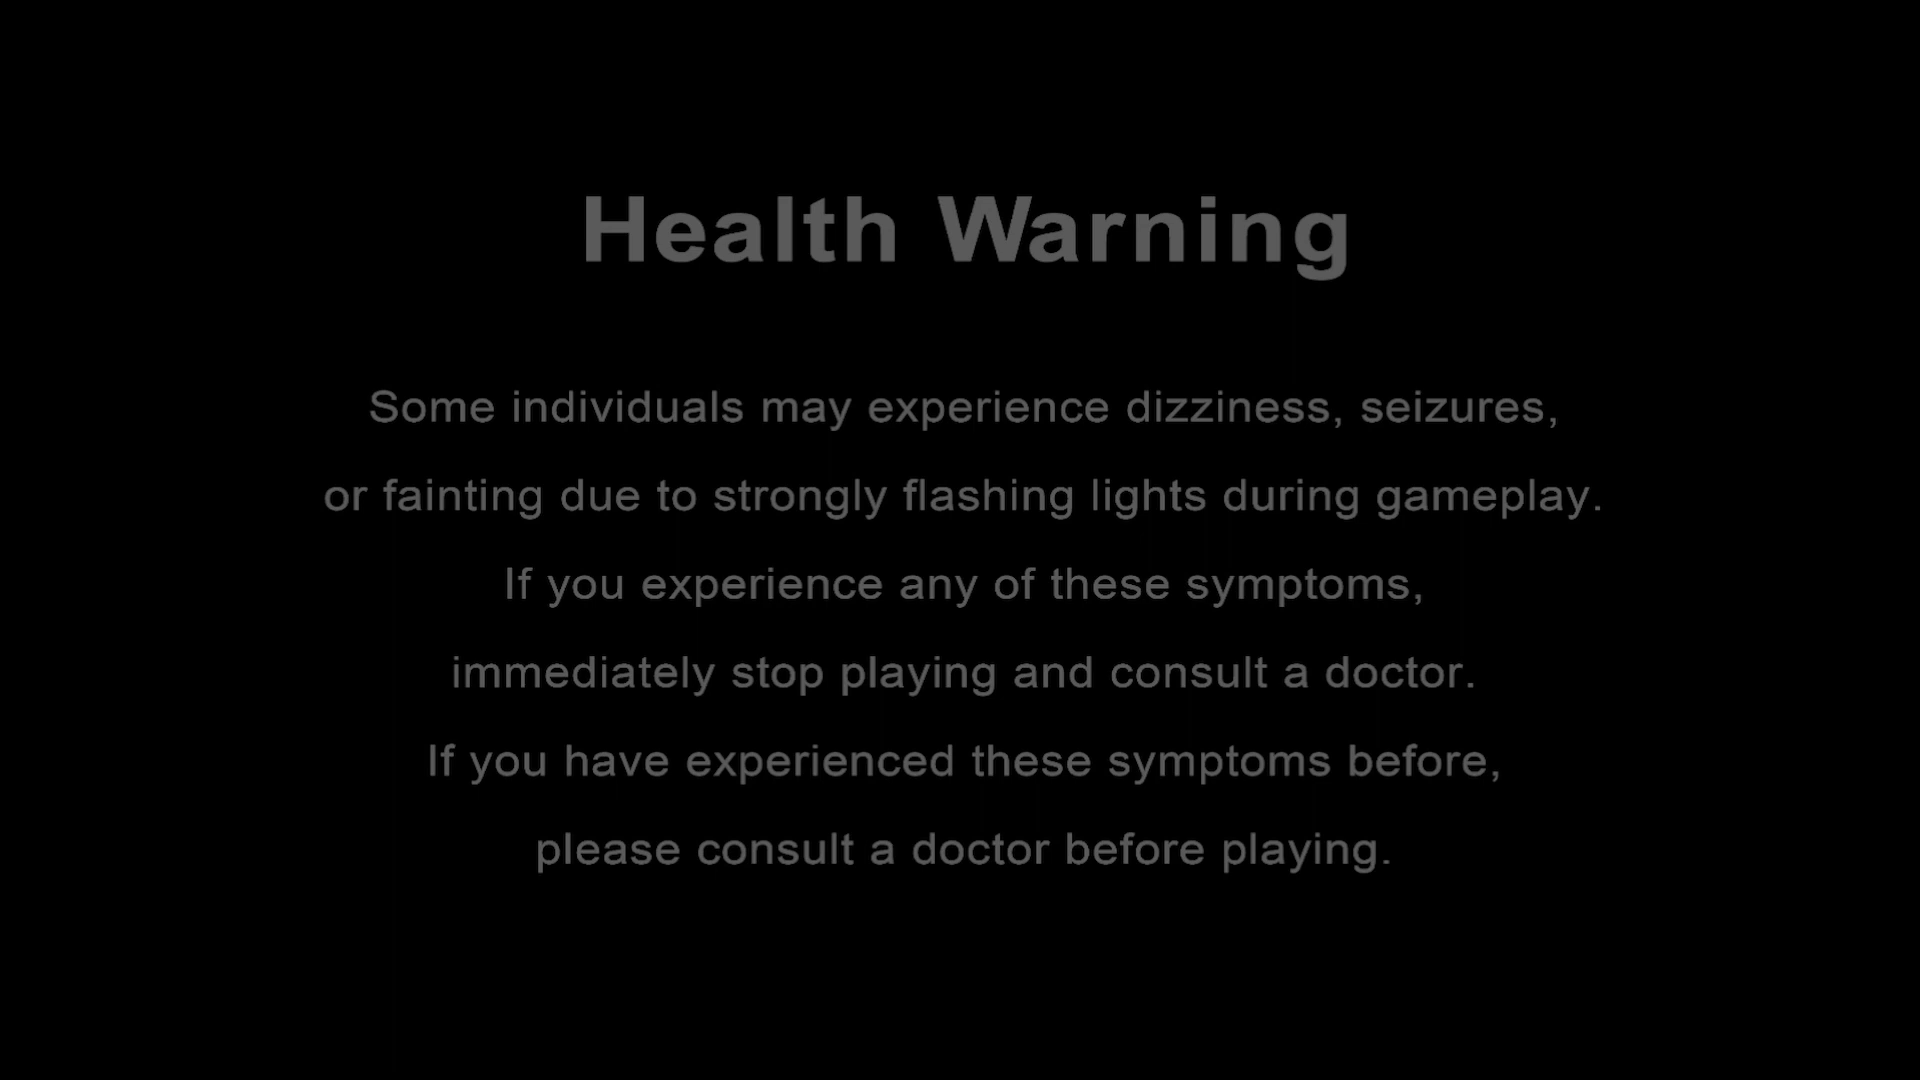 Health Warning
Some individuals may experience dizziness, seizures,
or fainting due to strongly flashing lights during gameplay.
If you experience any of these symptoms,
immediately stop playing and consult a doctor.
If you have experienced these symptoms before,
please consult a doctor before playing.